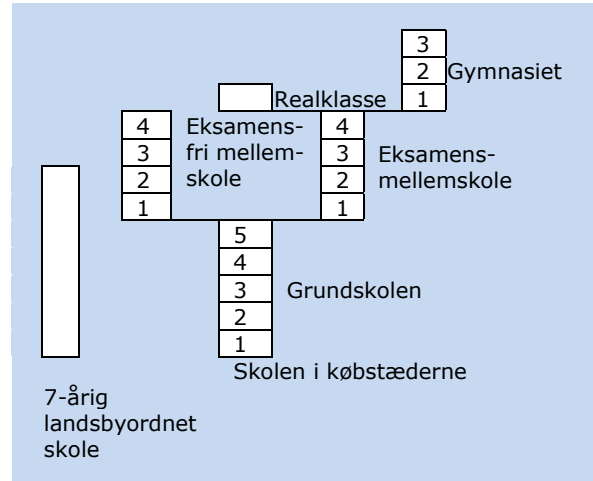 3
2 Gymnasiet
Realklasse 1
4 Eksamens- 4
3 fri mellem- 3 Eksamens-
2 skole 2 mellemskole
1 1
5
4
3 Grundskolen
2
1
Skolen i købstæderne
7-årig
landsbyordnet
skole